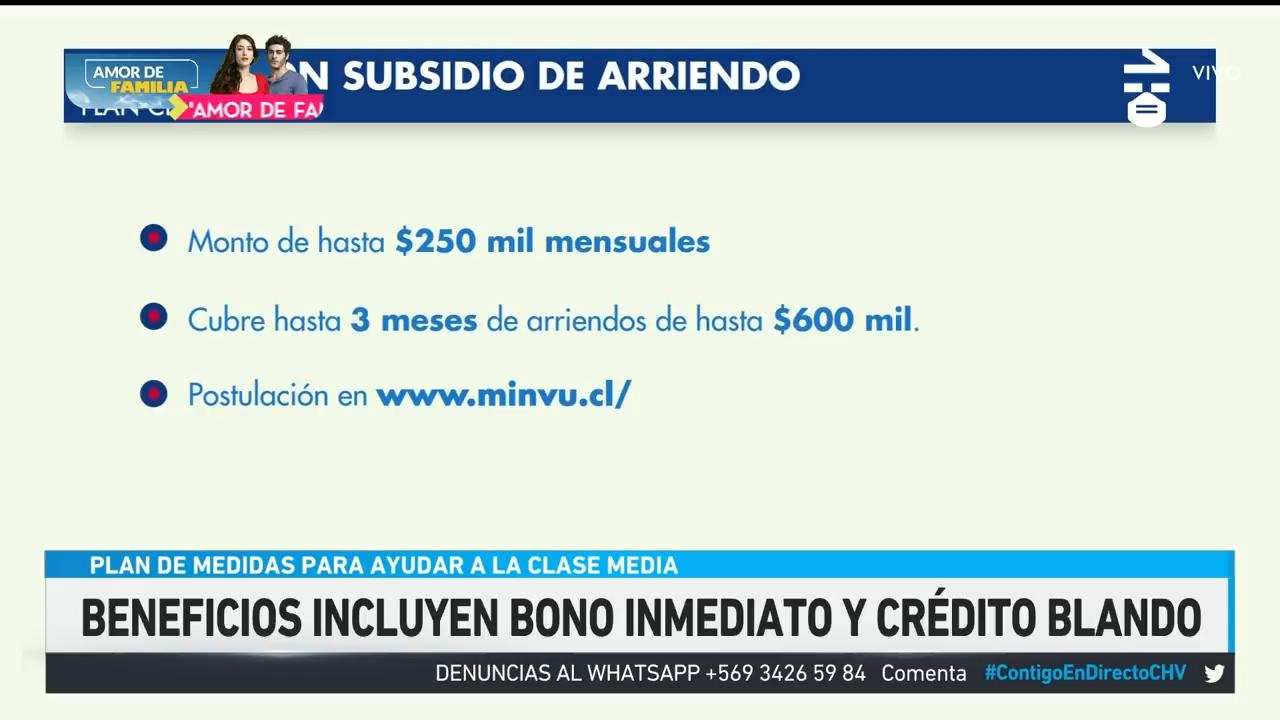 AMOR DE
FAMILIA
SUBSIDIO DE ARRIENDO
"AMOR DE FA
VIVO
Monto de hasta $250 mil mensuales
Cubre hasta 3 meses de arriendos de hasta $600 mil.
Postulación en www.minvu.cl/
PLAN DE MEDIDAS PARA AYUDAR A LA CLASE MEDIA
BENEFICIOS INCLUYEN BONO INMEDIATO Y CRÉDITO BLANDO
DENUNCIAS AL WHATSAPP +569 3426 59 84 Comenta #ContigoEnDirectoCHV